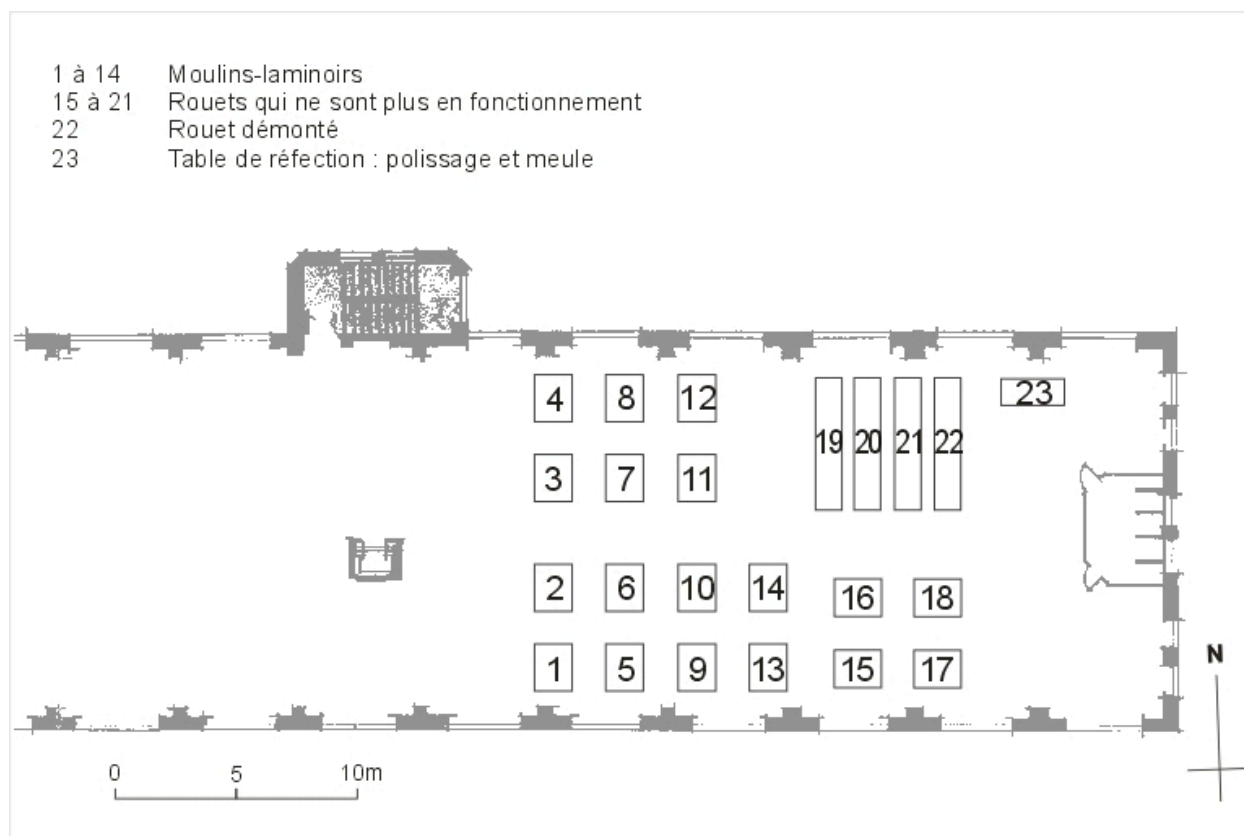 1 à 14 Moulins-laminoirs
15 à 21 Rouets qui ne sont plus en fonctionnement
22 Rouet démonté
23 Table de réfection : polissage et meule
4 8 12 19 20 21 22 23
3 7 11
2 6 10 14 16 18
1 5 9 13 15 17
N
0 5 10m